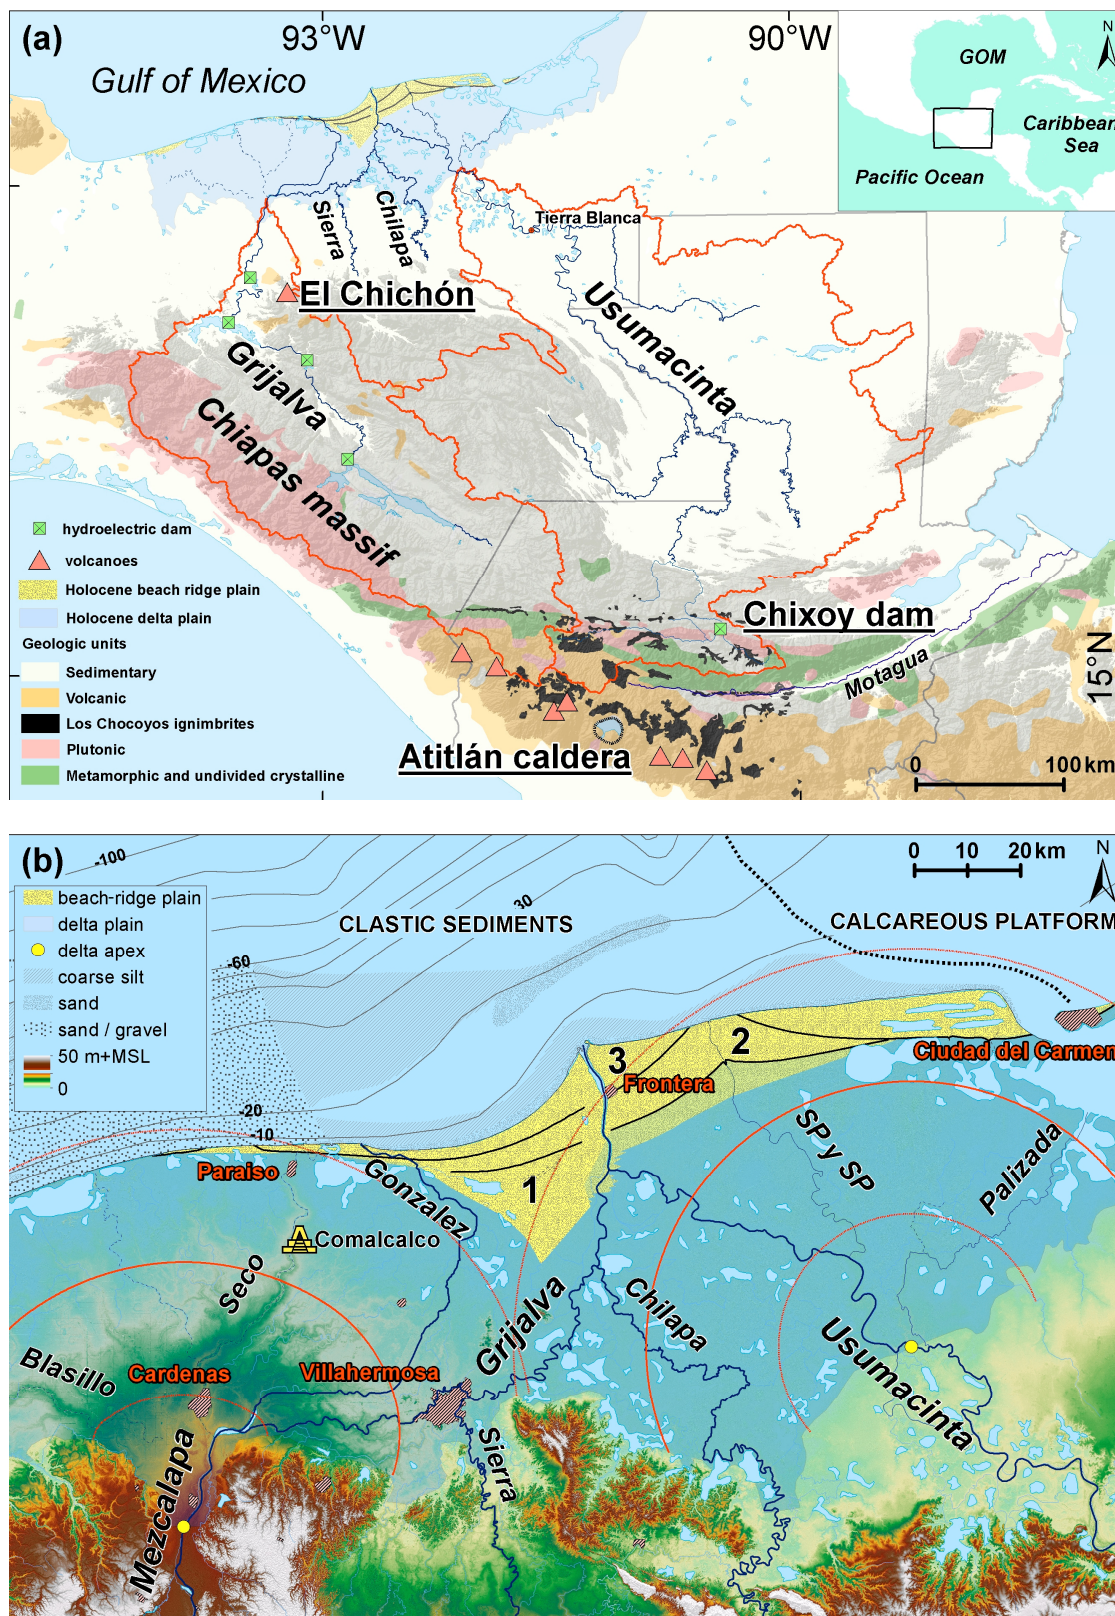 (a)
93°W
90°W
N
Gulf of Mexico
GOM
Caribbean
Sea
Pacific Ocean
Sierra
Chilapa
Tierra Blanca
El Chichón
Usumacinta
Grijalva
Chiapas massif
hydroelectric dam
volcanoes
Holocene beach ridge plain
Holocene delta plain
Geologic units
Sedimentary
Volcanic
Los Chocoyos ignimbrites
Plutonic
Metamorphic and undivided crystalline
Chixoy dam
Motagua
15°N
Atitlán caldera
0 100 km
(b)
-100
0 10 20 km
N
beach-ridge plain
delta plain
delta apex
coarse silt
sand
sand / gravel
50 m+MSL
0
30
CLASTIC SEDIMENTS
CALCAREOUS PLATFORM
-60
2
3
Ciudad del Carmen
Frontera
-20
-10
SP y SP
Paraiso
Gonzalez
Palizada
1
Comalcalco
Seco
Grijalva
Chilapa
Usumacinta
Blasillo
Cardenas
Villahermosa
Sierra
Mezcalapa